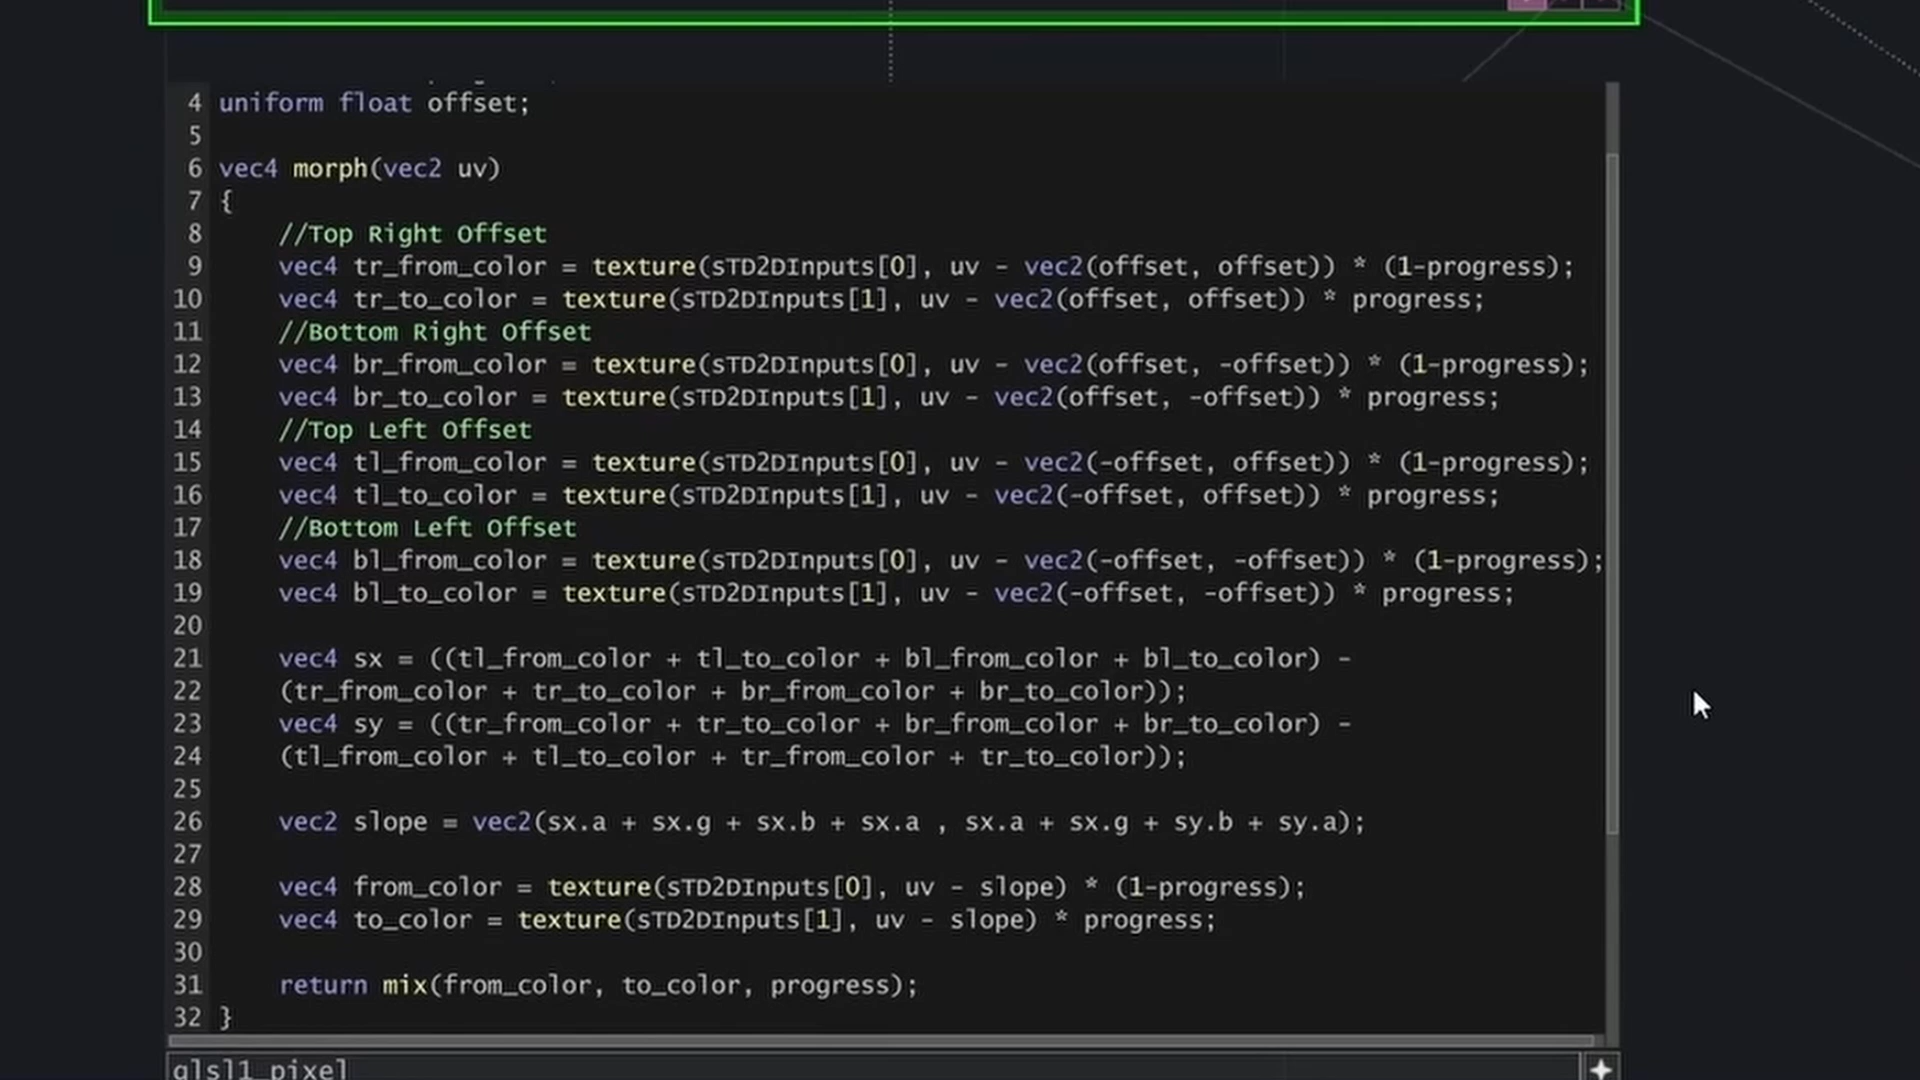 4 uniform float offset;
5
6 vec4 morph(vec2 uv)
7 {
8     //Top Right Offset
9     vec4 tr_from_color = texture(sTD2DInputs[0], uv - vec2(offset, offset)) * (1-progress);
10     vec4 tr_to_color = texture(sTD2DInputs[1], uv - vec2(offset, offset)) * progress;
11     //Bottom Right Offset
12     vec4 br_from_color = texture(sTD2DInputs[0], uv - vec2(offset, -offset)) * (1-progress);
13     vec4 br_to_color = texture(sTD2DInputs[1], uv - vec2(offset, -offset)) * progress;
14     //Top Left Offset
15     vec4 tl_from_color = texture(sTD2DInputs[0], uv - vec2(-offset, offset)) * (1-progress);
16     vec4 tl_to_color = texture(sTD2DInputs[1], uv - vec2(-offset, offset)) * progress;
17     //Bottom Left Offset
18     vec4 bl_from_color = texture(sTD2DInputs[0], uv - vec2(-offset, -offset)) * (1-progress);
19     vec4 bl_to_color = texture(sTD2DInputs[1], uv - vec2(-offset, -offset)) * progress;
20
21     vec4 sx = ((tl_from_color + tl_to_color + bl_from_color + bl_to_color) -
22     (tr_from_color + tr_to_color + br_from_color + br_to_color));
23     vec4 sy = ((tr_from_color + tr_to_color + br_from_color + br_to_color) -
24     (tl_from_color + tl_to_color + tr_from_color + tr_to_color));
25
26     vec2 slope = vec2(sx.a + sx.g + sx.b + sx.a , sx.a + sx.g + sy.b + sy.a);
27
28     vec4 from_color = texture(sTD2DInputs[0], uv - slope) * (1-progress);
29     vec4 to_color = texture(sTD2DInputs[1], uv - slope) * progress;
30
31     return mix(from_color, to_color, progress);
32 }
glsl1_pixel